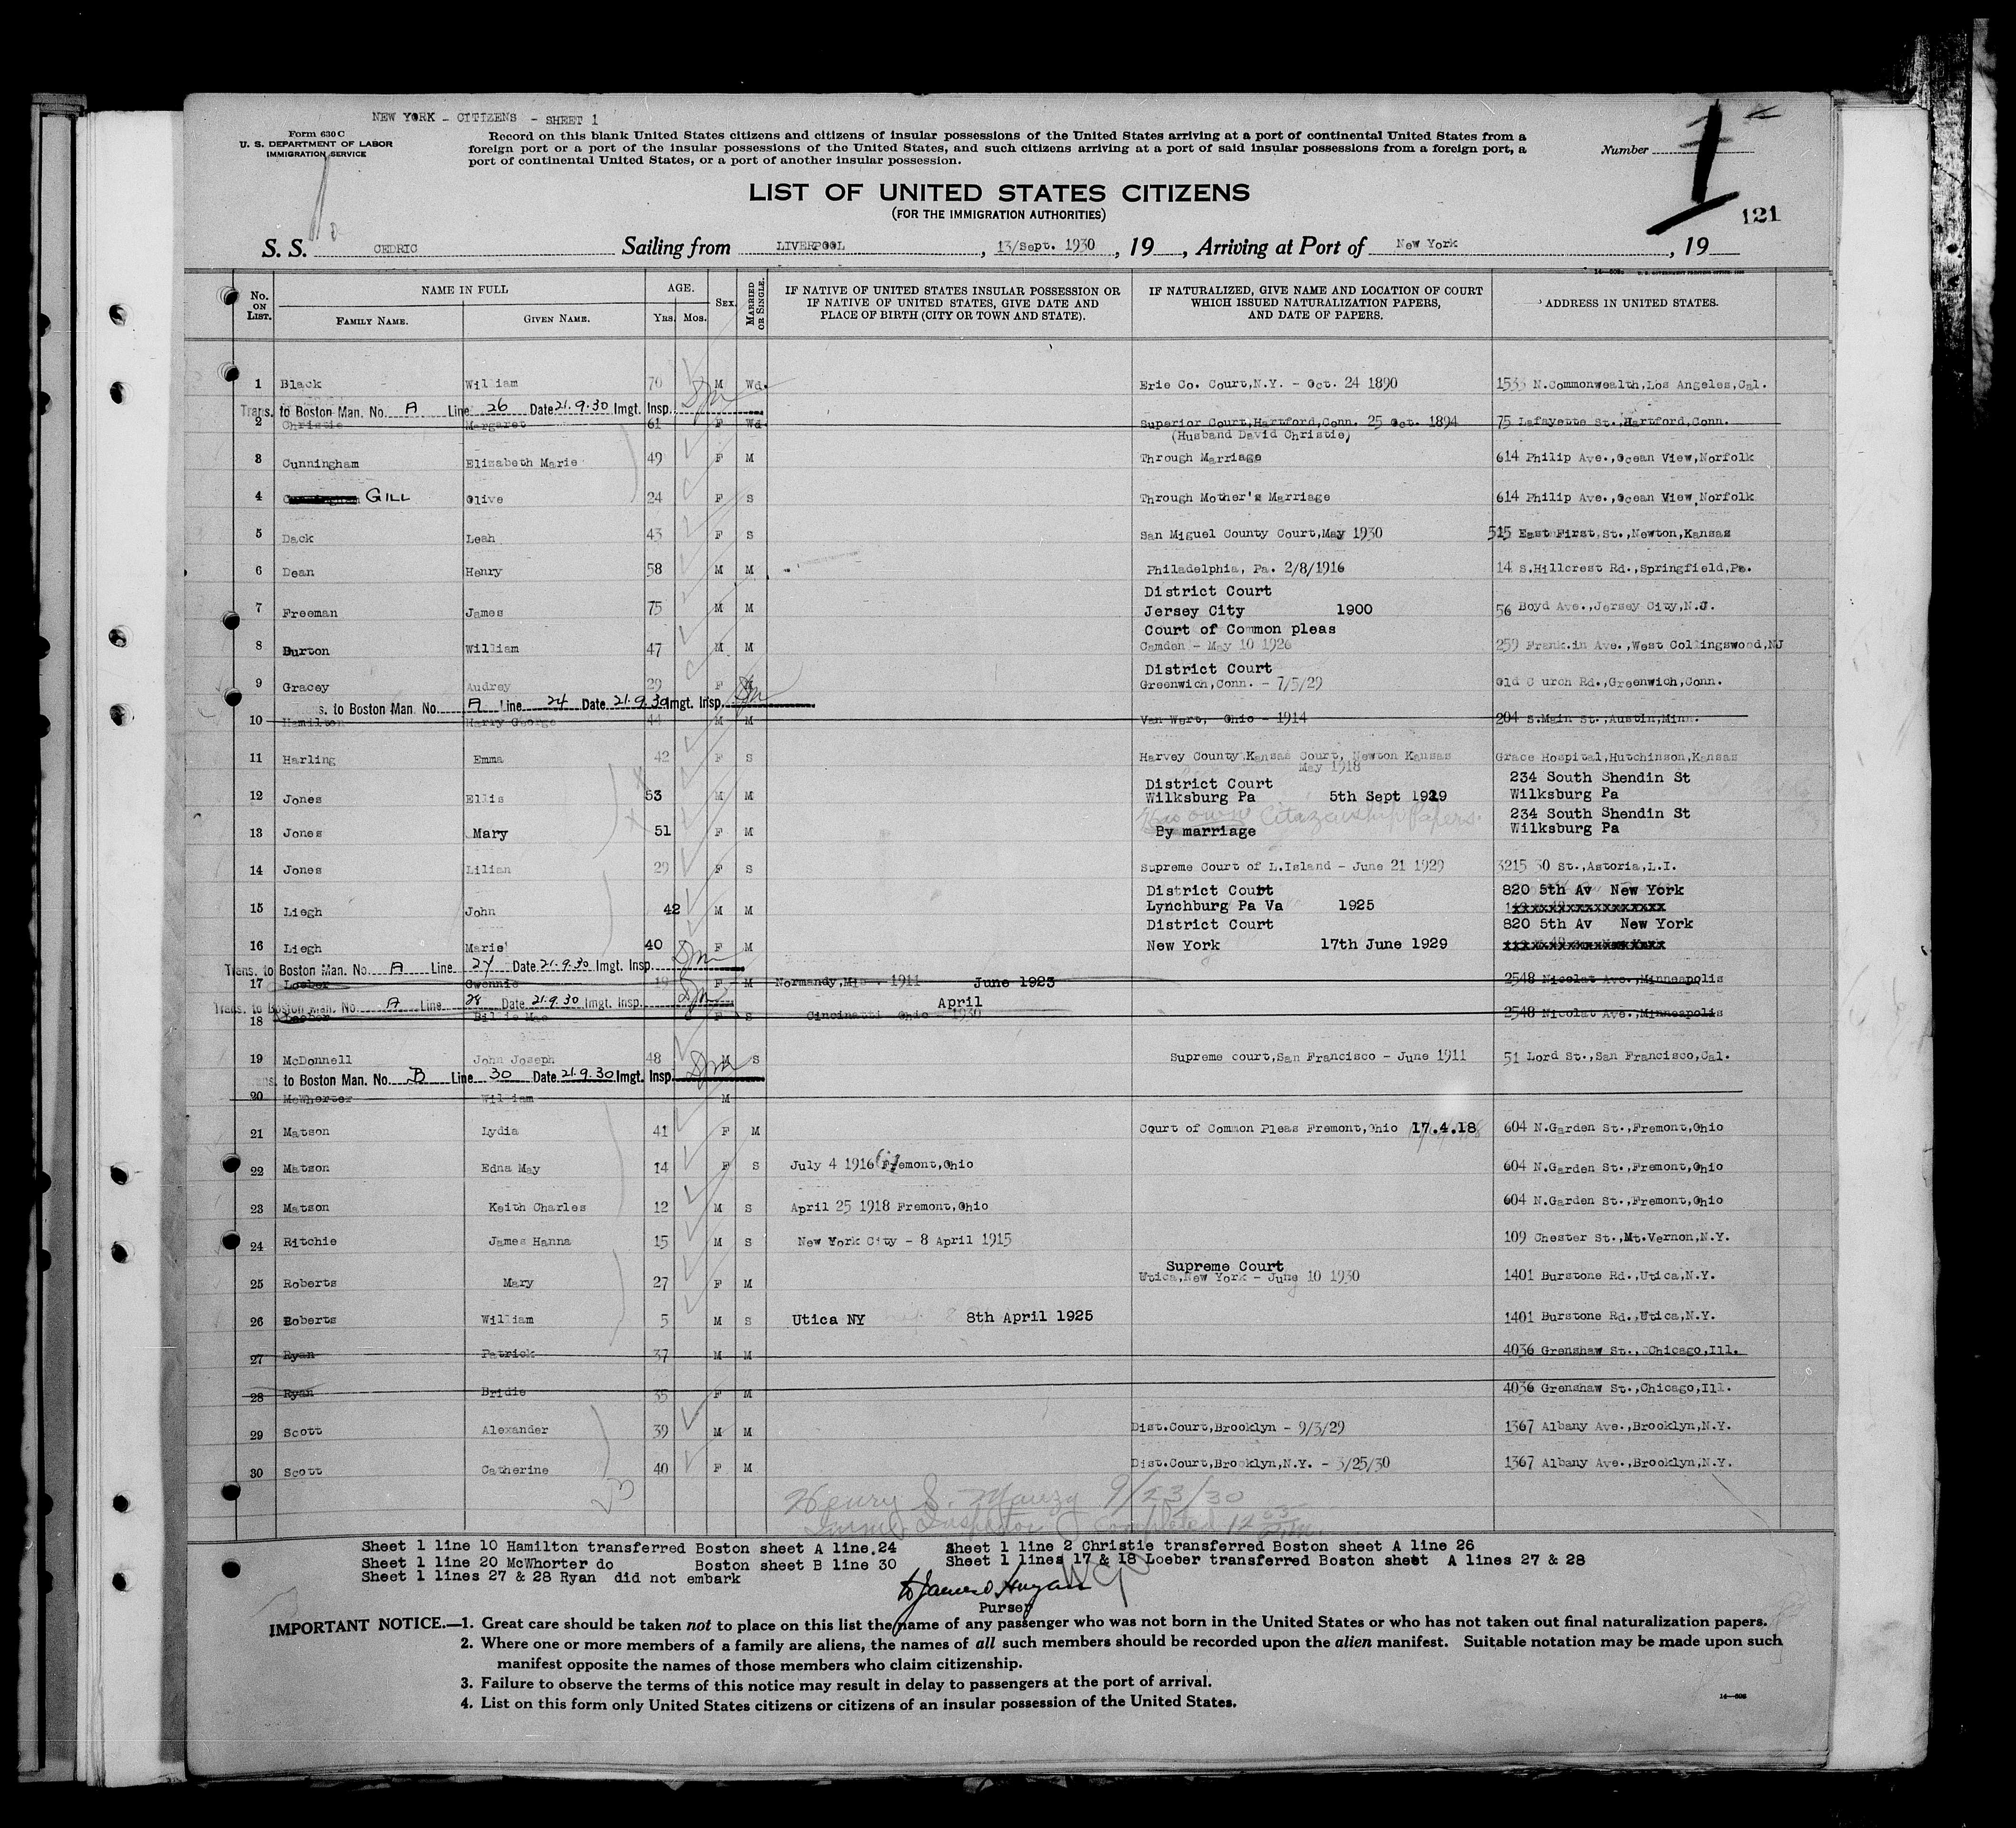 NEW YORK - CITIZENS - SHEET 1
Form 630 C
U. S. DEPARTMENT OF LABOR
IMMIGRATION SERVICE
Record on this blank United States citizens and citizens of insular possessions of the United States arriving at a port of continental United States from a
foreign port or a port of the insular possessions of the United States, and such citizens arriving at a port of said insular possessions from a foreign port, a
port of continental United States, or a port of another insular possession.
Number 1
LIST OF UNITED STATES CITIZENS
(FOR THE IMMIGRATION AUTHORITIES)
121
S. S. CEDRIC Sailing from LIVERPOOL, 13/Sept. 1930, 19 , Arriving at Port of New York, 19
No. ON LIST. NAME IN FULL FAMILY NAME. GIVEN NAME. AGE. YRS. MOS. SEX. MARRIED OR SINGLE. IF NATIVE OF UNITED STATES INSULAR POSSESSION OR IF NATIVE OF UNITED STATES, GIVE DATE AND PLACE OF BIRTH (CITY OR TOWN AND STATE). IF NATURALIZED, GIVE NAME AND LOCATION OF COURT WHICH ISSUED NATURALIZATION PAPERS, AND DATE OF PAPERS. ADDRESS IN UNITED STATES.
1 Black William 70 M Wd. Erie Co. Court,N.Y. - Oct. 24 1890 1535 N.Commonwealth,Los Angeles,Cal.
Trans. to Boston Man. No. A Line 26 Date 21.9.30 Imgt. Insp.
2 Christie Margaret 61 F Wd Superior Court,Hartford,Conn. 25 Oct. 1894 75 Lafayette St.,Hartford,Conn.
(Husband David Christie)
3 Cunningham Elizabeth Marie 49 F M Through Marriage 614 Philip Ave.,Ocean View,Norfolk
4 GILL Olive 24 F S Through Mother's Marriage 614 Philip Ave.,Ocean View,Norfolk
5 Dack Leah 43 F S San Miguel County Court,May 1930 515 East First,St.,Newton,Kansas
6 Dean Henry 58 M M Philadelphia, Pa. 2/8/1916 14 S.Hillcrest Rd.,Springfield,Pa.
District Court
7 Freeman James 75 M M Jersey City 1900 56 Boyd Ave.,Jersey City,N.J.
Court of Common pleas
8 Burton William 47 M M Camden - May 10 1926 259 Frank.in Ave.,West Collingswood,NJ
District Court
9 Gracey Audrey 29 F M Greenwich,Conn. - 7/5/29 Old C urch Rd.,Greenwich,Conn.
Trans. to Boston Man. No. A Line 24 Date 21.9.30 Imgt. Insp.
10 Hamilton Harry George 44 M M Van Wert, Ohio - 1914 204 S.Main St.,Austin,Minn.
11 Harling Emma 42 F S Harvey County Kansas Court, Newton Kansas Grace Hospital,Hutchinson,Kansas
May 1918
District Court 234 South Shendin St
12 Jones Ellis 53 M M Wilksburg Pa 5th Sept 1929 Wilksburg Pa
Has own Citizenship Papers. 234 South Shendin St
13 Jones Mary 51 F M By marriage Wilksburg Pa
14 Jones Lilian 29 F S Supreme Court of L.Island - June 21 1929 3215 30 St.,Astoria,L.I.
District Court 820 5th Av New York
15 Liegh John 42 M M Lynchburg Pa Va 1925
District Court 820 5th Av New York
16 Liegh Marie 40 F M New York 17th June 1929
Trans. to Boston Man. No. A Line 27 Date 21.9.30 Imgt. Insp.
17 Loeber Gwennie 19 F M Normandy, 1911 June 1923 2548 Nicolat Ave.,Minneapolis
Trans. to Boston Man. No. A Line 28 Date 21.9.30 Imgt. Insp.
April
18 Loeber Billie Mae F S Cincinatti Ohio 1930 2548 Nicolat Ave.,Minneapolis
19 McDonnell John Joseph 48 M S Supreme court,San Francisco - June 1911 51 Lord St.,San Francisco,Cal.
Trans. to Boston Man. No. B Line 30 Date 21.9.30 Imgt. Insp.
20 McWhorter William M
21 Matson Lydia 41 F M Court of Common Pleas Fremont,Ohio 17.4.18 604 N.Garden St.,Fremont,Ohio
22 Matson Edna May 14 F S July 4 1916 Fremont,Ohio 604 N.Garden St.,Fremont,Ohio
23 Matson Keith Charles 12 M S April 25 1918 Fremont,Ohio 604 N.Garden St.,Fremont,Ohio
24 Ritchie James Hanna 15 M S New York City - 8 April 1915 109 Chester St.,Mt.Vernon,N.Y.
Supreme Court
25 Roberts Mary 27 F M Utica,New York - June 10 1930 1401 Burstone Rd.,Utica,N.Y.
26 Roberts William 5 M S Utica NY 8th April 1925 1401 Burstone Rd.,Utica,N.Y.
27 Ryan Patrick 37 M M 4036 Grenshaw St.,Chicago,Ill.
28 Ryan Bridie 35 F M 4036 Grenshaw St.,Chicago,Ill.
29 Scott Alexander 39 M M Dist.Court,Brooklyn - 9/3/29 1367 Albany Ave.,Brooklyn,N.Y.
30 Scott Catherine 40 F M Dist.Court,Brooklyn,N.Y. - 3/25/30 1367 Albany Ave.,Brooklyn,N.Y.
Henry S. 9/23/30
Inspector Completed 12
Sheet 1 line 10 Hamilton transferred Boston sheet A line.24 Sheet 1 line 2 Christie transferred Boston sheet A line 26
Sheet 1 line 20 McWhorter do Boston sheet B line 30 Sheet 1 lines 17 & 18 Loeber transferred Boston sheet A lines 27 & 28
Sheet 1 lines 27 & 28 Ryan did not embark
Purser
IMPORTANT NOTICE.—1. Great care should be taken not to place on this list the name of any passenger who was not born in the United States or who has not taken out final naturalization papers.
2. Where one or more members of a family are aliens, the names of all such members should be recorded upon the alien manifest. Suitable notation may be made upon such
manifest opposite the names of those members who claim citizenship.
3. Failure to observe the terms of this notice may result in delay to passengers at the port of arrival.
4. List on this form only United States citizens or citizens of an insular possession of the United States.